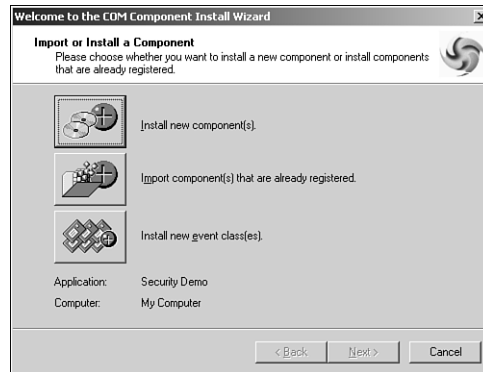 Welcome to the COM Component Install Wizard
Import or Install a Component
Please choose whether you want to install a new component or install components
that are already registered.
Install new component(s).
Import component(s) that are already registered.
Install new event class(es).
Application: Security Demo
Computer: My Computer
< Back Next > Cancel